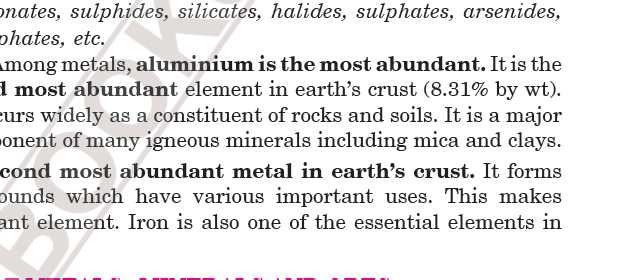 onates, sulphides, silicates, halides, sulphates, arsenides,
phates, etc.
Among metals, aluminium is the most abundant. It is the
d most abundant element in earth's crust (8.31% by wt).
curs widely as a constituent of rocks and soils. It is a major
ponent of many igneous minerals including mica and clays.
cond most abundant metal in earth's crust. It forms
ounds which have various important uses. This makes
ant element. Iron is also one of the essential elements in